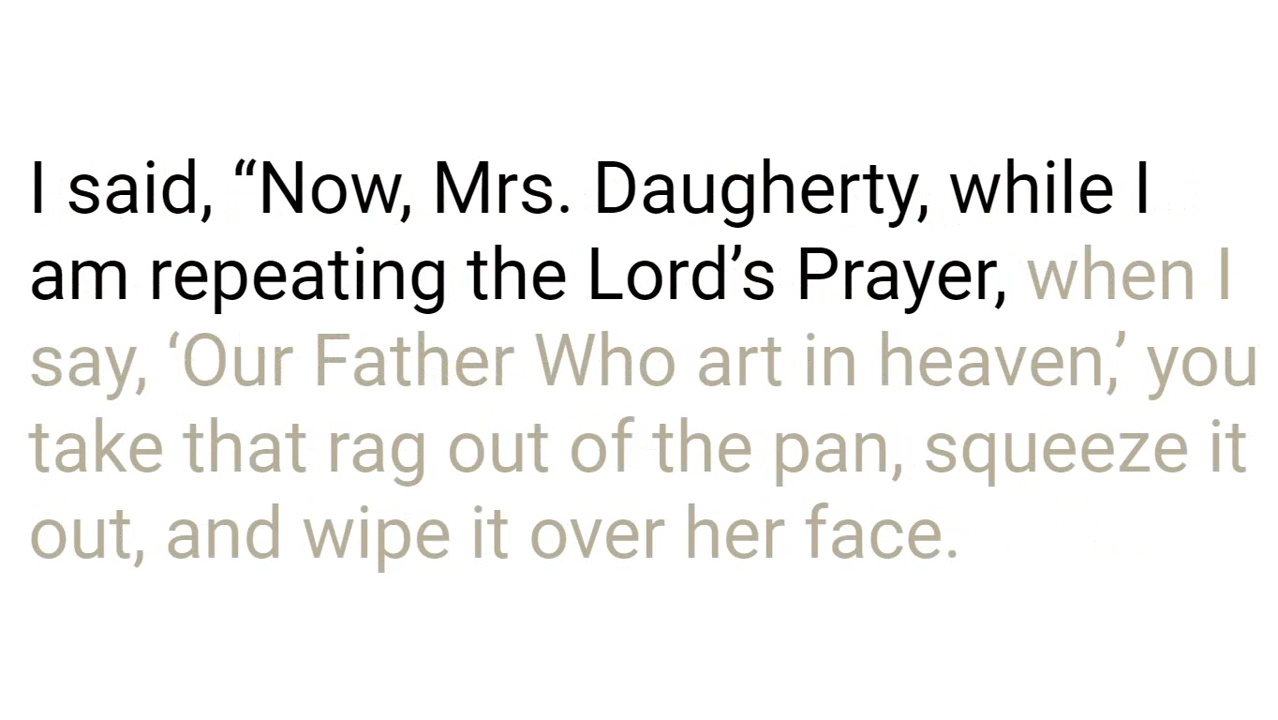 I said, “Now, Mrs. Daugherty, while I
am repeating the Lord’s Prayer, when I
say, ‘Our Father Who art in heaven,’ you
take that rag out of the pan, squeeze it
out, and wipe it over her face.